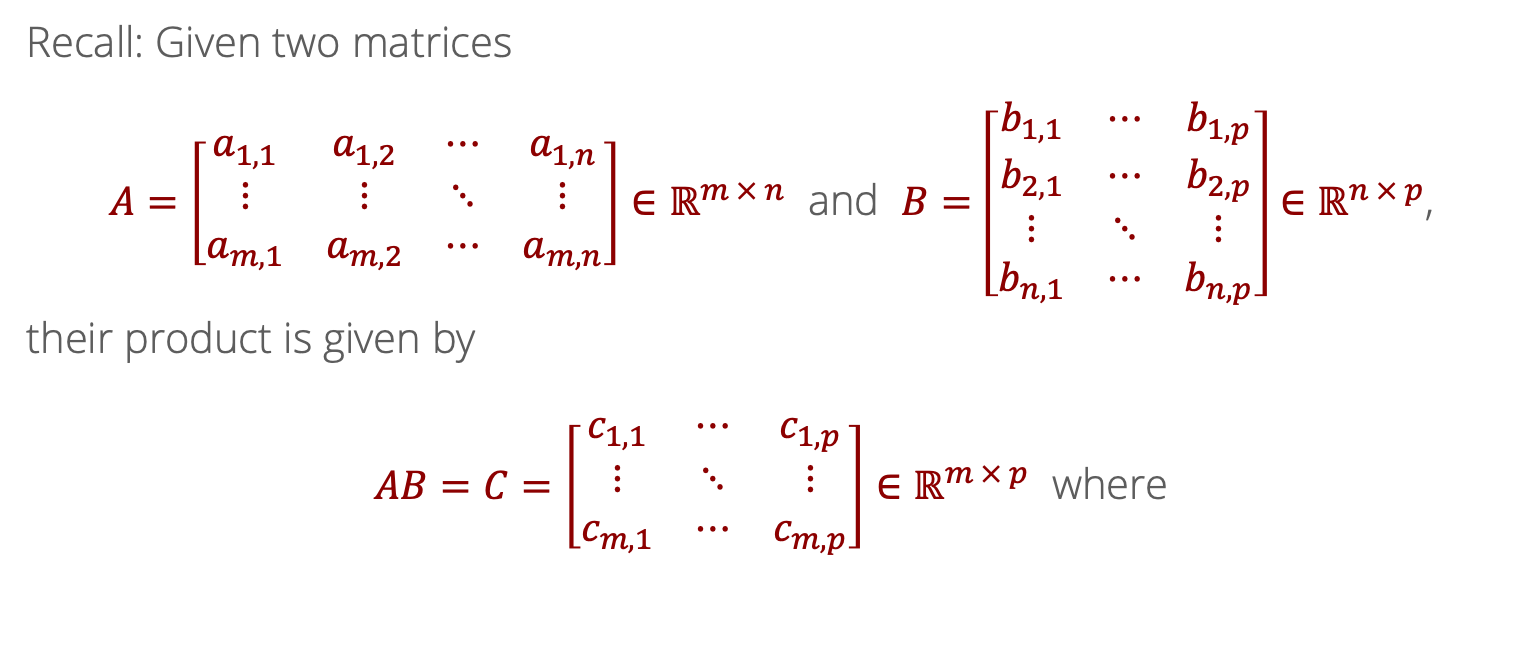 Recall: Given two matrices
A = [a_{1,1} a_{1,2} ⋯ a_{1,n}; ⋮ ⋮ ⋱ ⋮; a_{m,1} a_{m,2} ⋯ a_{m,n}] ∈ ℝ^{m×n} and B = [b_{1,1} ⋯ b_{1,p}; b_{2,1} ⋯ b_{2,p}; ⋮ ⋱ ⋮; b_{n,1} ⋯ b_{n,p}] ∈ ℝ^{n×p},
their product is given by
AB = C = [c_{1,1} ⋯ c_{1,p}; ⋮ ⋱ ⋮; c_{m,1} ⋯ c_{m,p}] ∈ ℝ^{m×p} where